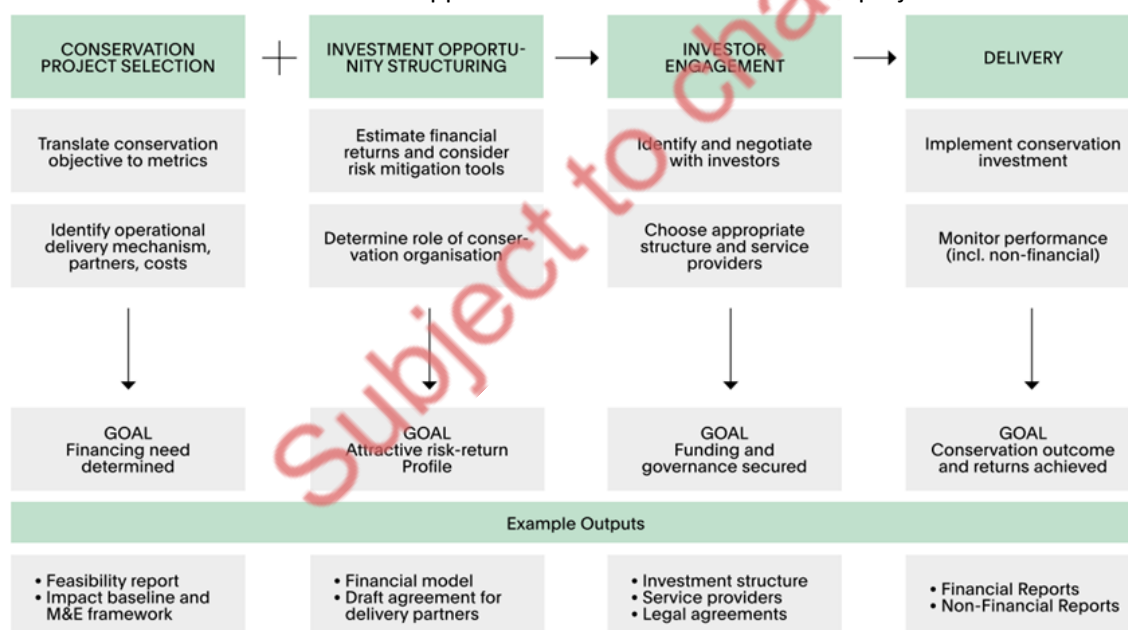 CONSERVATION
PROJECT SELECTION
INVESTMENT OPPORTU-
NITY STRUCTURING
INVESTOR
ENGAGEMENT
DELIVERY
Translate conservation
objective to metrics
Estimate financial
returns and consider
risk mitigation tools
Identify and negotiate
with investors
Implement conservation
investment
Identify operational
delivery mechanism,
partners, costs
Determine role of conser-
vation organisation
Choose appropriate
structure and service
providers
Monitor performance
(incl. non-financial)
GOAL
Financing need
determined
GOAL
Attractive risk-return
Profile
GOAL
Funding and
governance secured
GOAL
Conservation outcome
and returns achieved
Example Outputs
• Feasibility report
• Impact baseline and
M&E framework
• Financial model
• Draft agreement for
delivery partners
• Investment structure
• Service providers
• Legal agreements
• Financial Reports
• Non-Financial Reports
Subject to cha